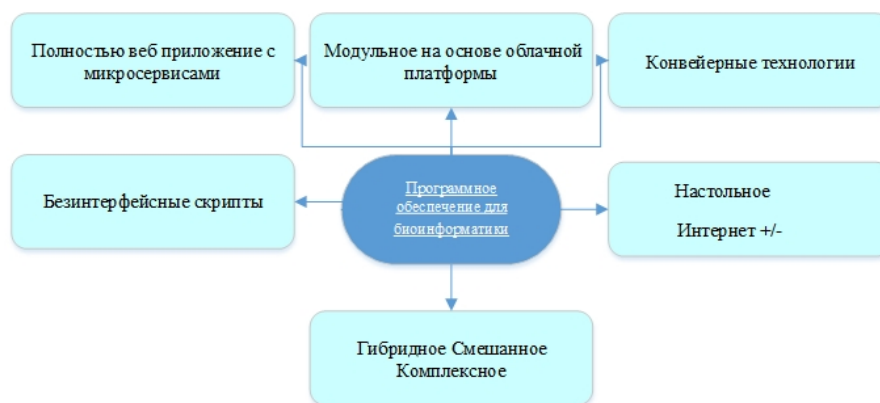 Полностью веб приложение с
микросервисами
Модульное на основе облачной
платформы
Конвейерные технологии
Безинтерфейсные скрипты
Программное
обеспечение для
биоинформатики
Настольное
Интернет +/-
Гибридное Смешанное
Комплексное